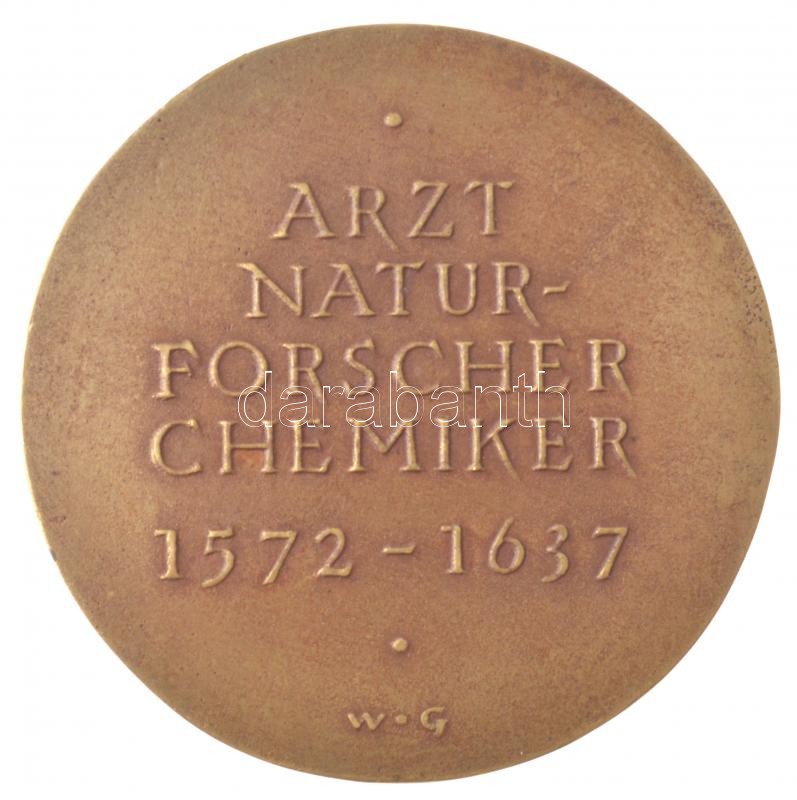 ARZT
NATUR-
FORSCHER
darabanth
CHEMIKER
1572-1637
W·G